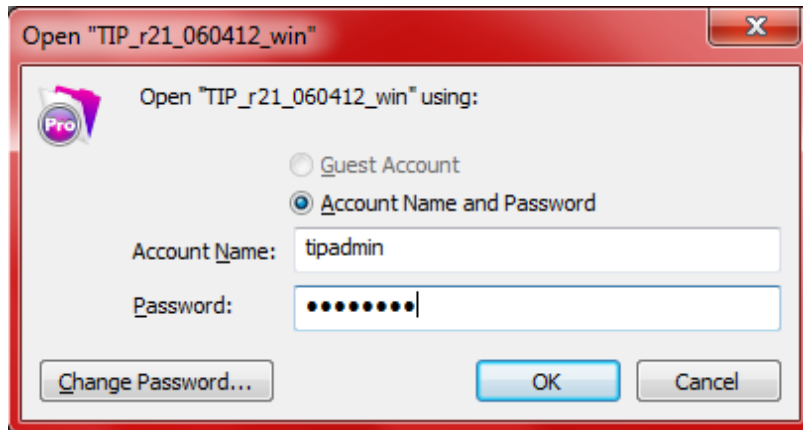 Open "TIP_r21_060412_win"
Open "TIP_r21_060412_win" using:
Pro
Guest Account
Account Name and Password
Account Name: tipadmin
Password: ••••••••
Change Password... OK Cancel